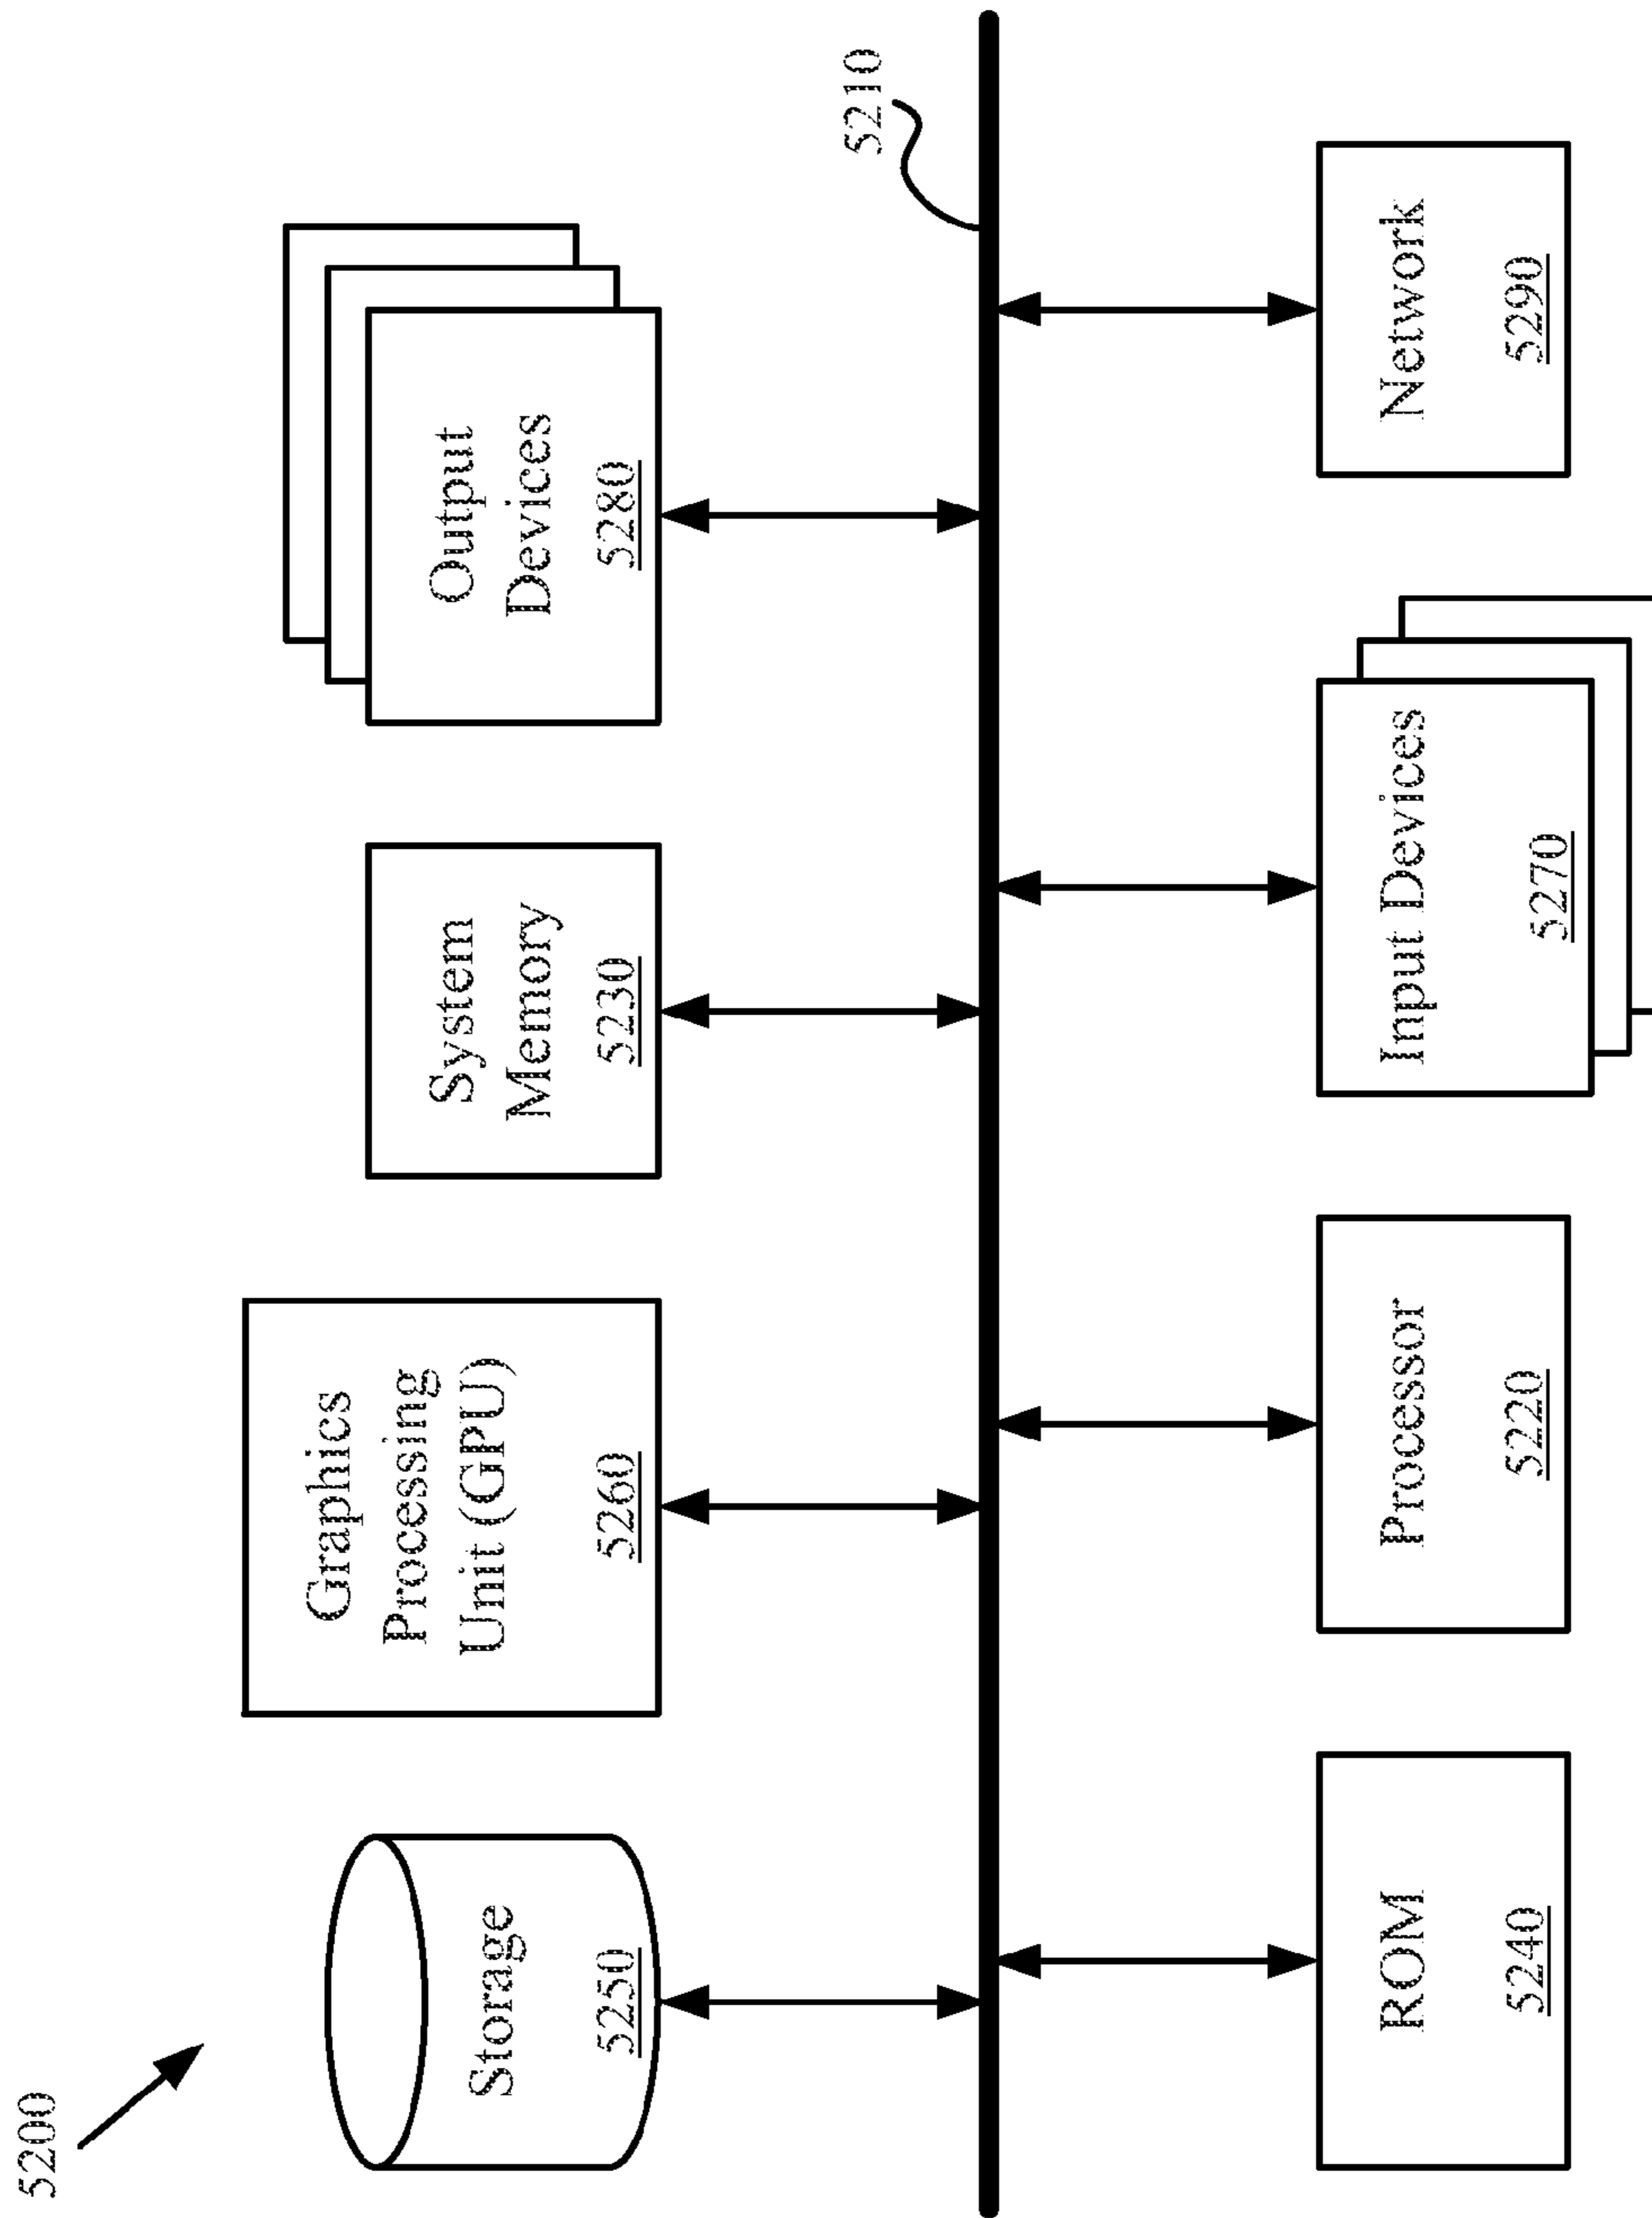 5200
Storage
5250
Graphics
Processing
Unit (GPU)
5260
System
Memory
5230
Output
Devices
5280
5210
ROM
5240
Processor
5220
Input Devices
5270
Network
5290